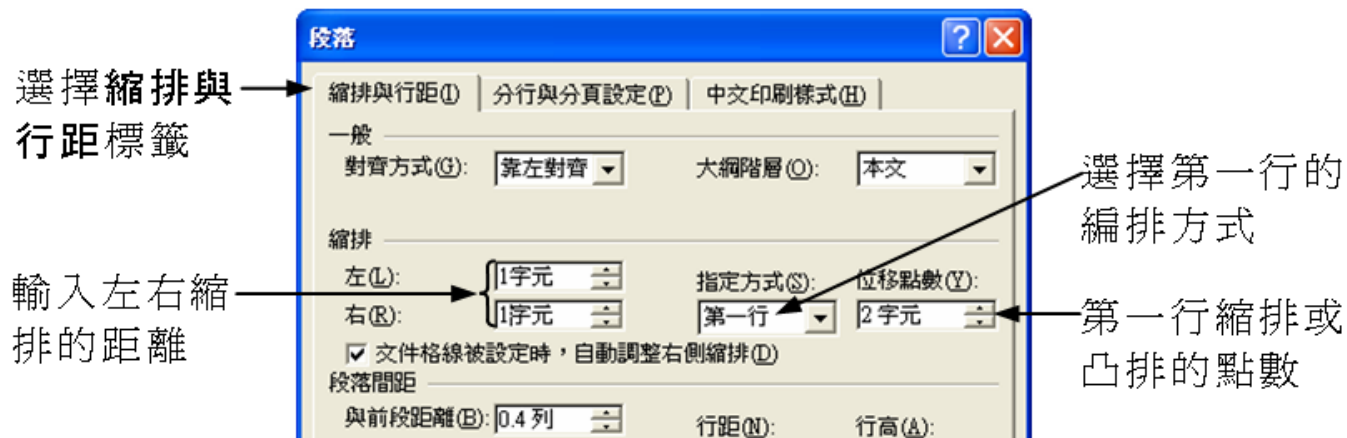 段落
選擇縮排與
行距標籤
縮排與行距(I) 分行與分頁設定(P) 中文印刷樣式(H)
一般
對齊方式(G): 靠左對齊 大綱階層(O): 本文
選擇第一行的
編排方式
縮排
左(L): 1字元 指定方式(S): 位移點數(Y):
右(R): 1字元 第一行 2 字元
輸入左右縮
排的距離
第一行縮排或
凸排的點數
文件格線被設定時，自動調整右側縮排(D)
段落間距
與前段距離(B): 0.4 列 行距(N): 行高(A):